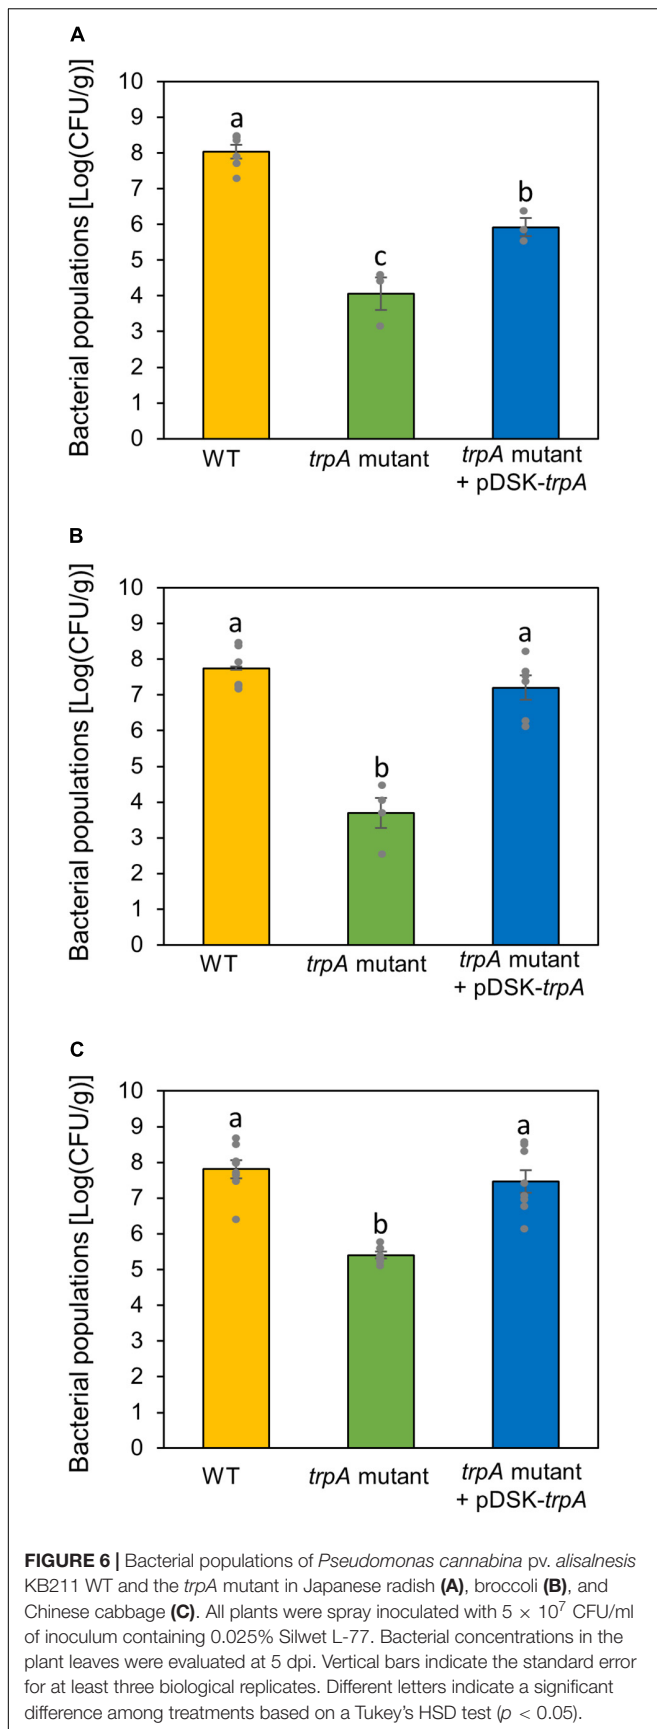 A
Bacterial populations [Log(CFU/g)]
10
9
8
7
6
5
4
3
2
1
0
a
c
b
WT
trpA mutant
trpA mutant
+ pDSK-trpA
B
Bacterial populations [Log(CFU/g)]
10
9
8
7
6
5
4
3
2
1
0
a
b
a
WT
trpA mutant
trpA mutant
+ pDSK-trpA
C
Bacterial populations [Log(CFU/g)]
10
9
8
7
6
5
4
3
2
1
0
a
b
a
WT
trpA mutant
trpA mutant
+ pDSK-trpA
FIGURE 6 | Bacterial populations of Pseudomonas cannabina pv. alisalnesis
KB211 WT and the trpA mutant in Japanese radish (A), broccoli (B), and
Chinese cabbage (C). All plants were spray inoculated with 5 × 10⁷ CFU/ml
of inoculum containing 0.025% Silwet L-77. Bacterial concentrations in the
plant leaves were evaluated at 5 dpi. Vertical bars indicate the standard error
for at least three biological replicates. Different letters indicate a significant
difference among treatments based on a Tukey's HSD test (p < 0.05).